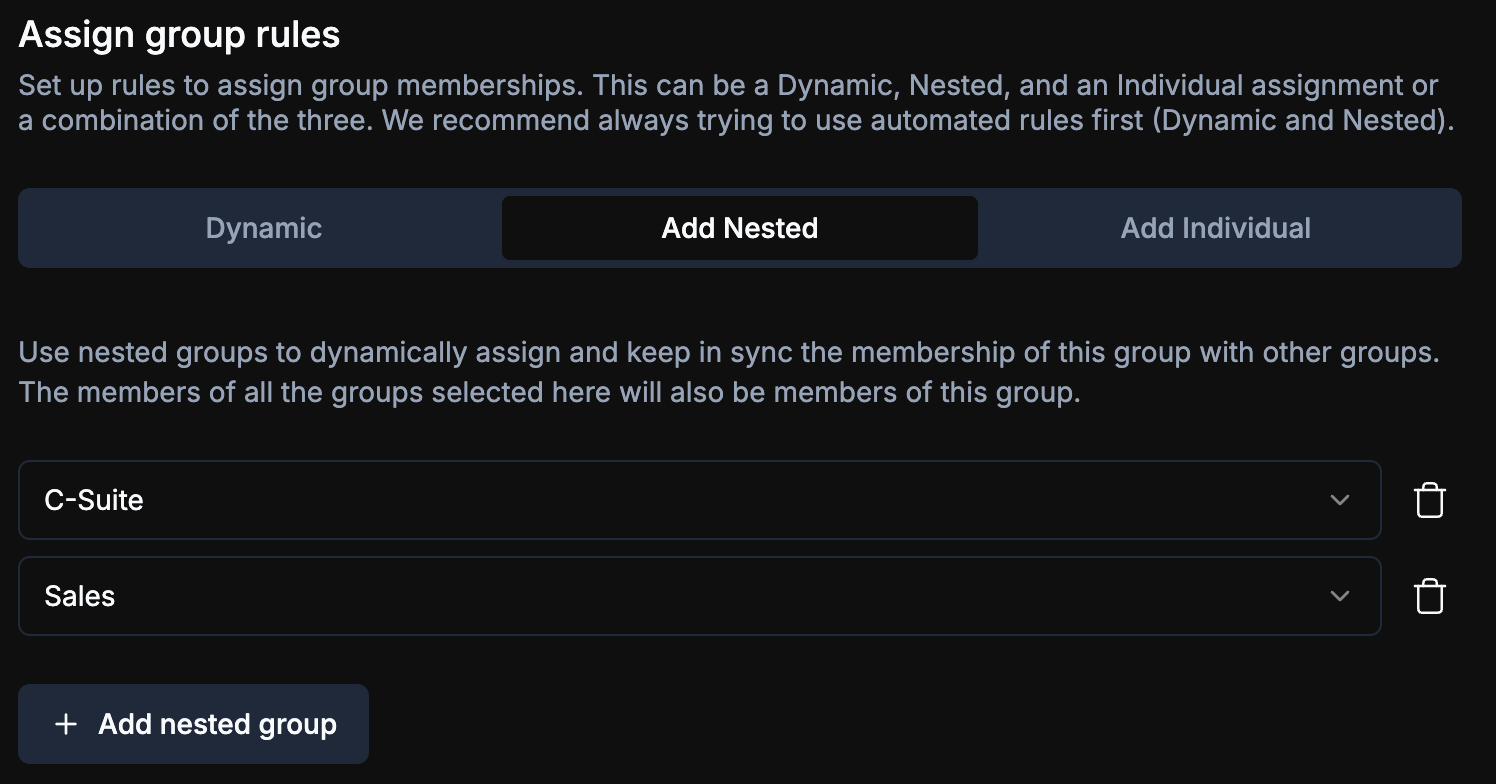 Assign group rules
Set up rules to assign group memberships. This can be a Dynamic, Nested, and an Individual assignment or
a combination of the three. We recommend always trying to use automated rules first (Dynamic and Nested).
Dynamic
Add Nested
Add Individual
Use nested groups to dynamically assign and keep in sync the membership of this group with other groups.
The members of all the groups selected here will also be members of this group.
C-Suite
Sales
+ Add nested group